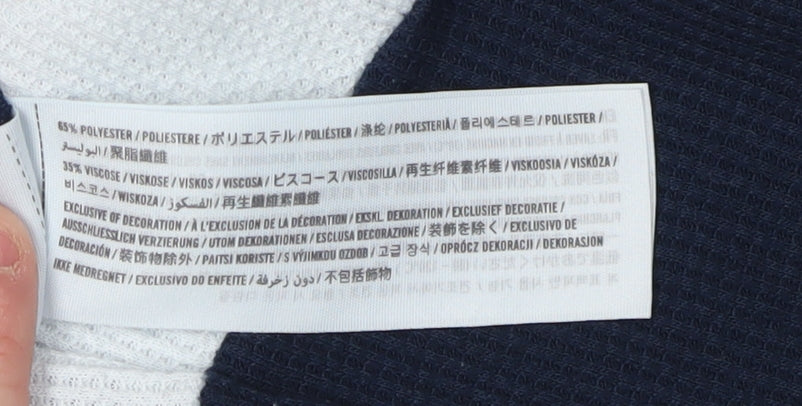 65% POLYESTER / POLIESTERE / ポリエステル / POLIÉSTER / 涤纶 / POLYESTERIÄ / 폴리에스테르 / POLIESTER /
البوليستر / 聚脂纖維
35% VISCOSE / VISKOSE / VISKOS / VISCOSA / ビスコース / VISCOSILLA / 再生纤维素纤维 / VISKOOSIA / VISKÓZA /
비스코스 / WISKOZA / الفسكوز / 再生纖維素纖維
EXCLUSIVE OF DECORATION / À L'EXCLUSION DE LA DÉCORATION / EKSKL. DEKORATION / EXCLUSIEF DECORATIE /
AUSSCHLIESSLICH VERZIERUNG / UTOM DEKORATIONEN / ESCLUSA DECORAZIONE / 装飾を除く / EXCLUSIVO DE
DECORACIÓN / 装饰物除外 / PAITSI KORISTE / S VÝJIMKOU OZDOB / 고급 장식 / OPRÓCZ DEKORACJI / DEKORASJON
IKKE MEDREGNET / EXCLUSIVO DO ENFEITE / دون زخرفة / 不包括飾物